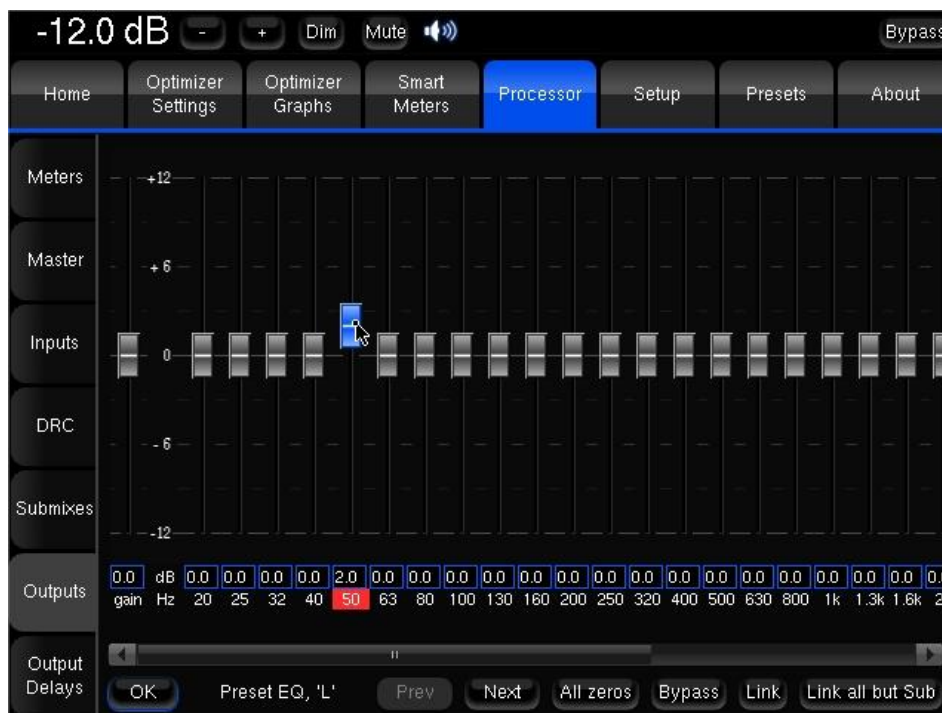 -12.0 dB - + Dim Mute Bypass
Home Optimizer Settings Optimizer Graphs Smart Meters Processor Setup Presets About
Meters
Master
Inputs
DRC
Submixes
Outputs
Output
Delays
+12
+ 6
0
- 6
-12
0.0 dB 0.0 0.0 0.0 0.0 2.0 0.0 0.0 0.0 0.0 0.0 0.0 0.0 0.0 0.0 0.0 0.0 0.0 0.0 0.0 0.0
gain Hz 20 25 32 40 50 63 80 100 130 160 200 250 320 400 500 630 800 1k 1.3k 1.6k
OK Preset EQ, 'L' Prev Next All zeros Bypass Link Link all but Sub